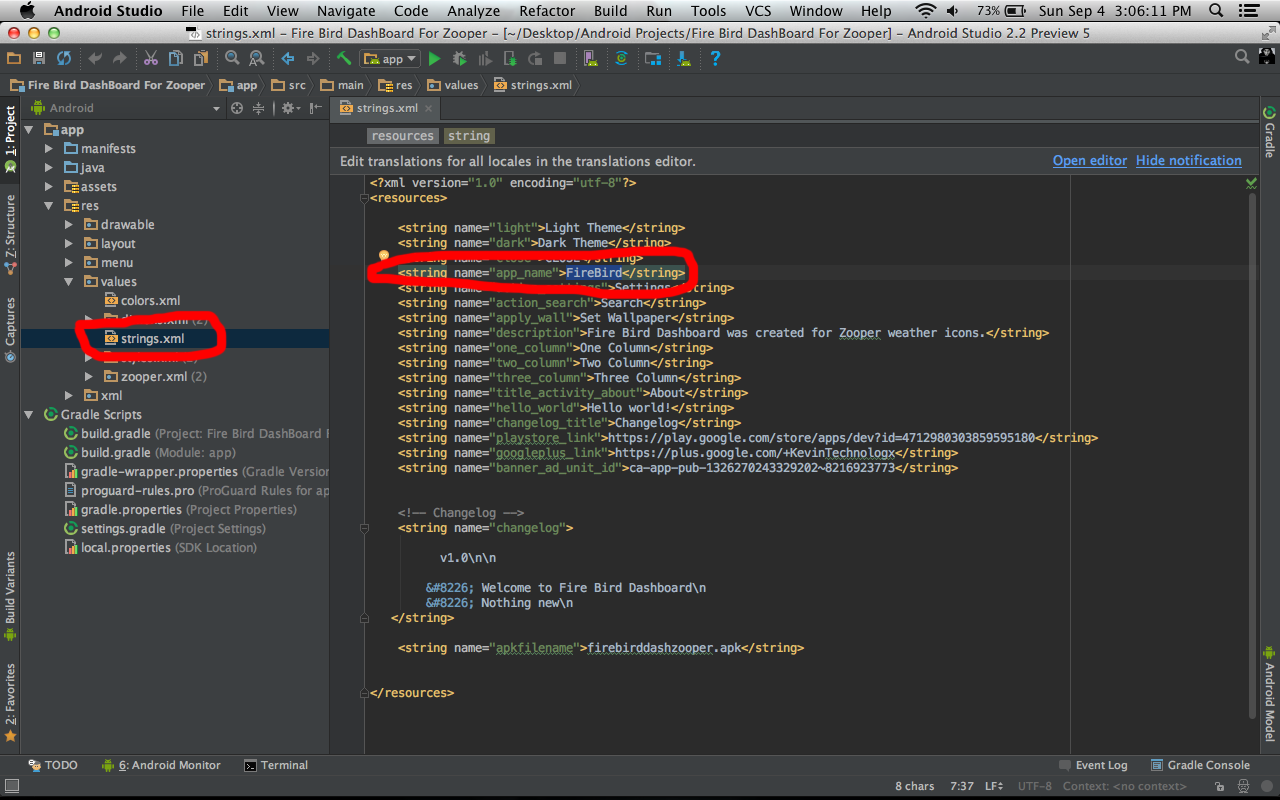 Android Studio File Edit View Navigate Code Analyze Refactor Build Run Tools VCS Window Help 73% Sun Sep 4 3:06:11 PM
strings.xml – Fire Bird DashBoard For Zooper – [~/Desktop/Android Projects/Fire Bird DashBoard For Zooper] – Android Studio 2.2 Preview 5
app
Fire Bird DashBoard For Zooper app src main res values strings.xml
1: Project
Z: Structure
Captures
Build Variants
2: Favorites
Android
app
manifests
java
assets
res
drawable
layout
menu
values
colors.xml
(2)
strings.xml
zooper.xml (2)
xml
Gradle Scripts
build.gradle (Project: Fire Bird DashBoard F
build.gradle (Module: app)
gradle-wrapper.properties (Gradle Version
proguard-rules.pro (ProGuard Rules for ap
gradle.properties (Project Properties)
settings.gradle (Project Settings)
local.properties (SDK Location)
strings.xml
resources string
Edit translations for all locales in the translations editor. Open editor Hide notification
<?xml version="1.0" encoding="utf-8"?>
<resources>
<string name="light">Light Theme</string>
<string name="dark">Dark Theme</string>
<string name="close">CLOSE</string>
<string name="app_name">FireBird</string>
Settings</string>
<string name="action_search">Search</string>
<string name="apply_wall">Set Wallpaper</string>
<string name="description">Fire Bird Dashboard was created for Zooper weather icons.</string>
<string name="one_column">One Column</string>
<string name="two_column">Two Column</string>
<string name="three_column">Three Column</string>
<string name="title_activity_about">About</string>
<string name="hello_world">Hello world!</string>
<string name="changelog_title">Changelog</string>
<string name="playstore_link">https://play.google.com/store/apps/dev?id=4712980303859595180</string>
<string name="googleplus_link">https://plus.google.com/+KevinTechnologx</string>
<string name="banner_ad_unit_id">ca-app-pub-1326270243329202~8216923773</string>
<!-- Changelog -->
<string name="changelog">
v1.0\n\n
&#8226; Welcome to Fire Bird Dashboard\n
&#8226; Nothing new\n
</string>
<string name="apkfilename">firebirddashzooper.apk</string>
</resources>
Gradle
Android Model
TODO 6: Android Monitor Terminal Event Log Gradle Console
8 chars 7:37 LF UTF-8 Context: <no context>